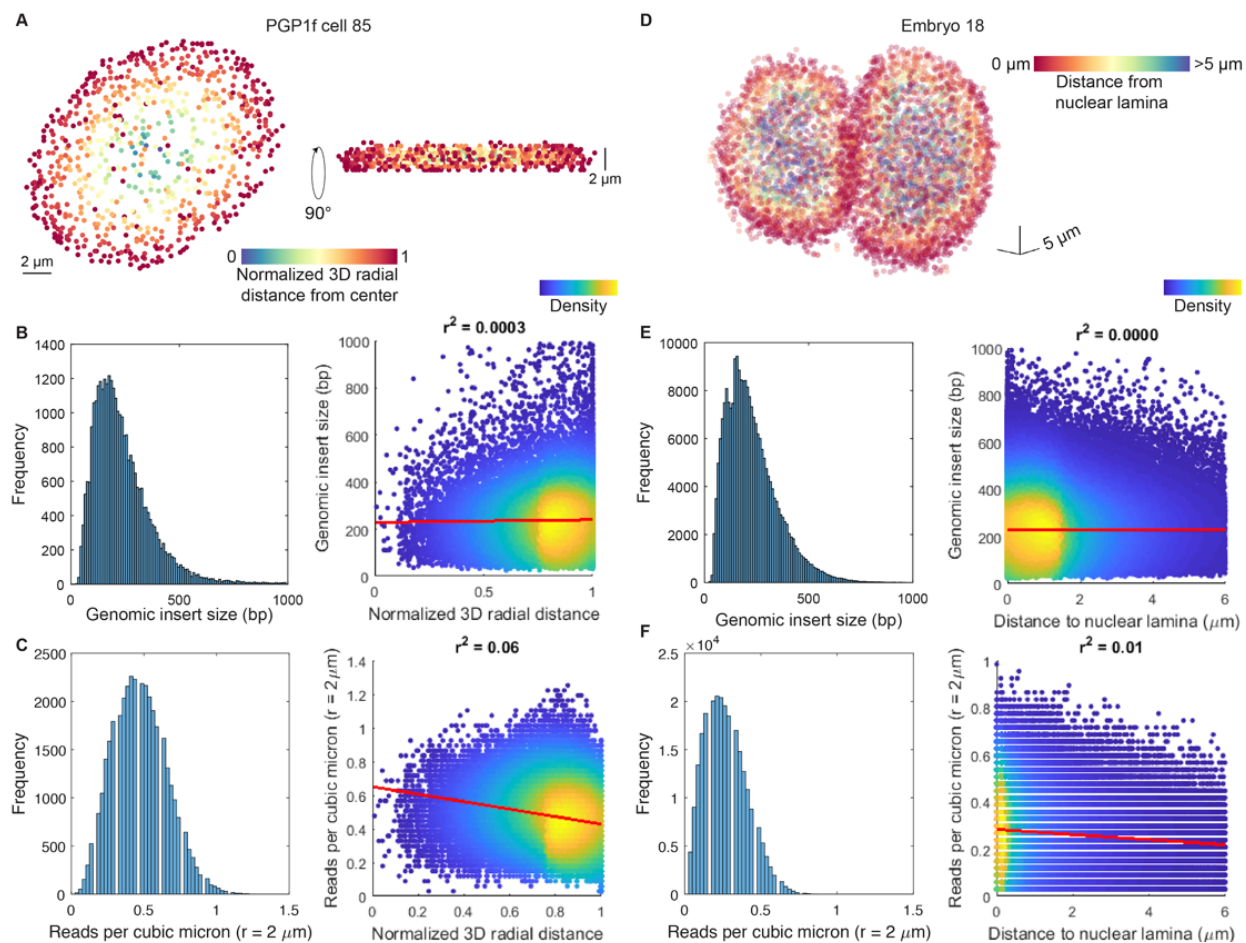 A
PGP1f cell 85
2 µm
90°
2 µm
0
1
Normalized 3D radial
distance from center
Density
D
Embryo 18
0 µm
>5 µm
Distance from
nuclear lamina
5 µm
Density
B
1400
1200
1000
800
600
400
200
0
Frequency
0
500
1000
Genomic insert size (bp)
r² = 0.0003
1000
800
600
400
200
0
Genomic insert size (bp)
0
0.5
1
Normalized 3D radial distance
E
10000
8000
6000
4000
2000
0
Frequency
0
500
1000
Genomic insert size (bp)
r² = 0.0000
1000
800
600
400
200
0
Genomic insert size (bp)
0
2
4
6
Distance to nuclear lamina (µm)
C
2500
2000
1500
1000
500
0
Frequency
0
0.5
1
1.5
Reads per cubic micron (r = 2 µm)
r² = 0.06
1.4
1.2
1
0.8
0.6
0.4
0.2
0
Reads per cubic micron (r = 2 µm)
0
0.2
0.4
0.6
0.8
1
Normalized 3D radial distance
F
×10⁴
2.5
2
1.5
1
0.5
0
Frequency
0
0.5
1
1.5
Reads per cubic micron (r = 2 µm)
r² = 0.01
1
0.8
0.6
0.4
0.2
0
Reads per cubic micron (r = 2 µm)
0
2
4
6
Distance to nuclear lamina (µm)